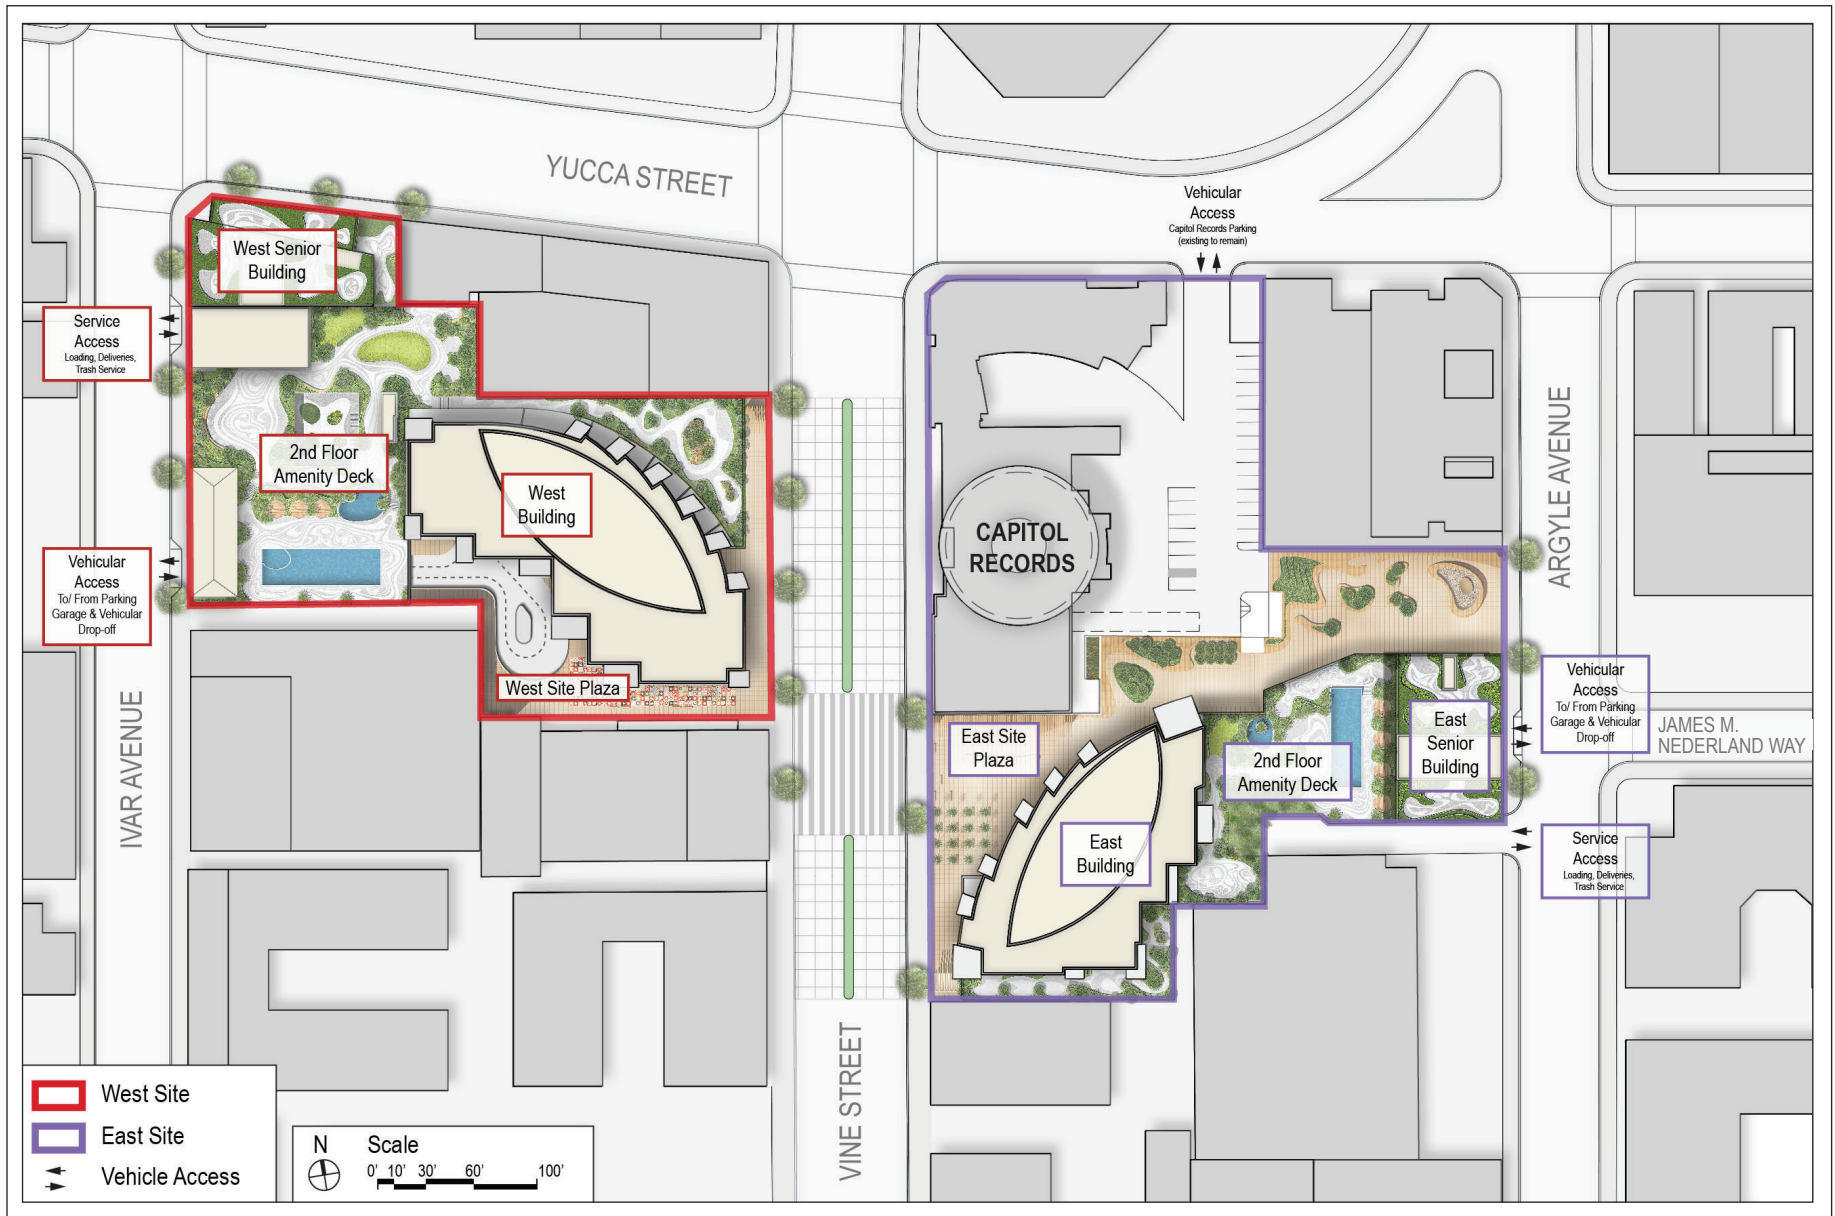 YUCCA STREET
Vehicular
Access
Capitol Records Parking
(existing to remain)
West Senior
Building
Service
Access
Loading, Deliveries,
Trash Service
2nd Floor
Amenity Deck
West
Building
Vehicular
Access
To/ From Parking
Garage & Vehicular
Drop-off
West Site Plaza
IVAR AVENUE
CAPITOL
RECORDS
ARGYLE AVENUE
East Site
Plaza
2nd Floor
Amenity Deck
East
Senior
Building
Vehicular
Access
To/ From Parking
Garage & Vehicular
Drop-off
JAMES M.
NEDERLAND WAY
East
Building
Service
Access
Loading, Deliveries,
Trash Service
VINE STREET
West Site
East Site
Vehicle Access
N
Scale
0' 10' 30' 60' 100'